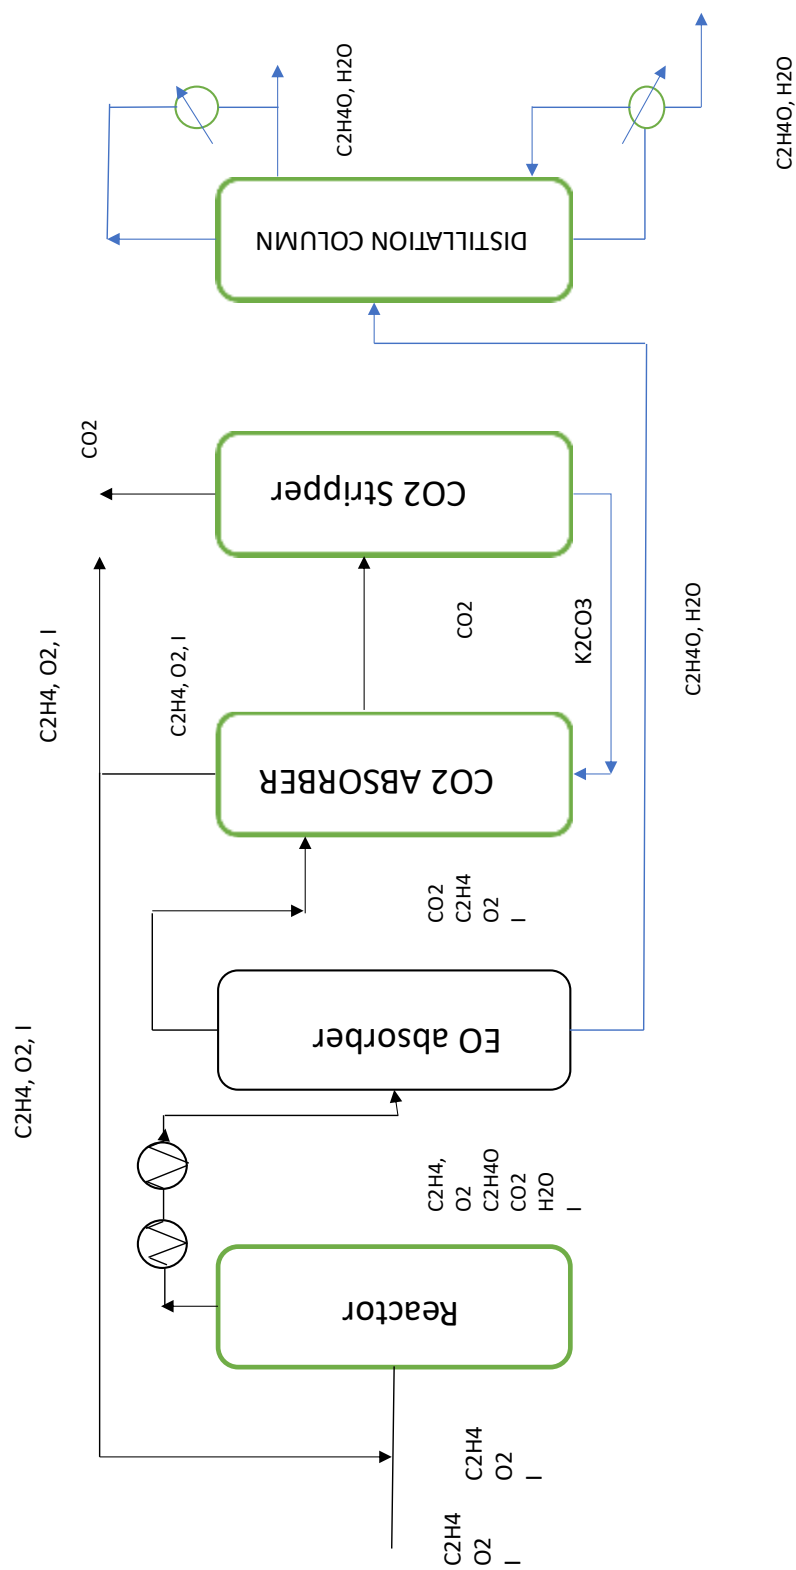 C2H4O, H2O
C2H4O, H2O
DISTILLATION COLUMN
CO2
CO2 Stripper
C2H4, O2, I
C2H4, O2, I
CO2
K2CO3
C2H4O, H2O
CO2 ABSORBER
CO2
C2H4
O2
I
EO absorber
C2H4, O2, I
C2H4,
O2
C2H4O
CO2
H2O
I
Reactor
C2H4
O2
I
C2H4
O2
I